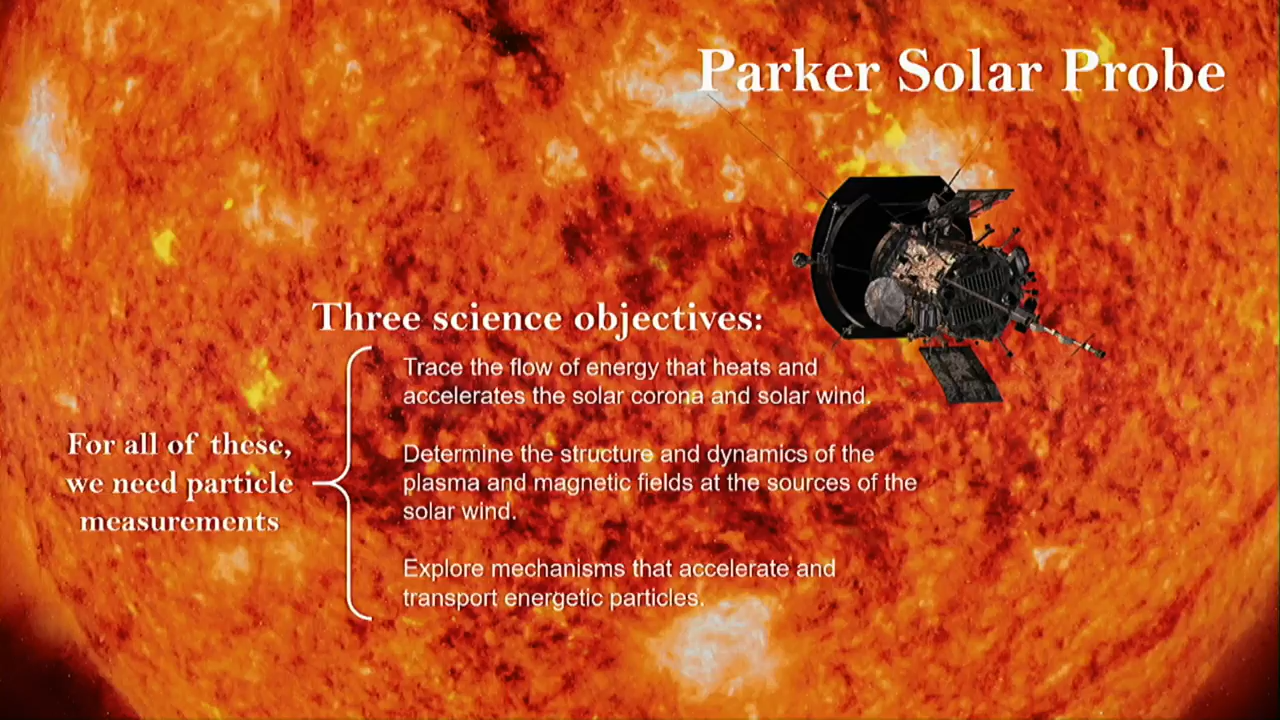 Parker Solar Probe
Three science objectives:
Trace the flow of energy that heats and
accelerates the solar corona and solar wind.
For all of these,
we need particle
measurements
Determine the structure and dynamics of the
plasma and magnetic fields at the sources of the
solar wind.
Explore mechanisms that accelerate and
transport energetic particles.